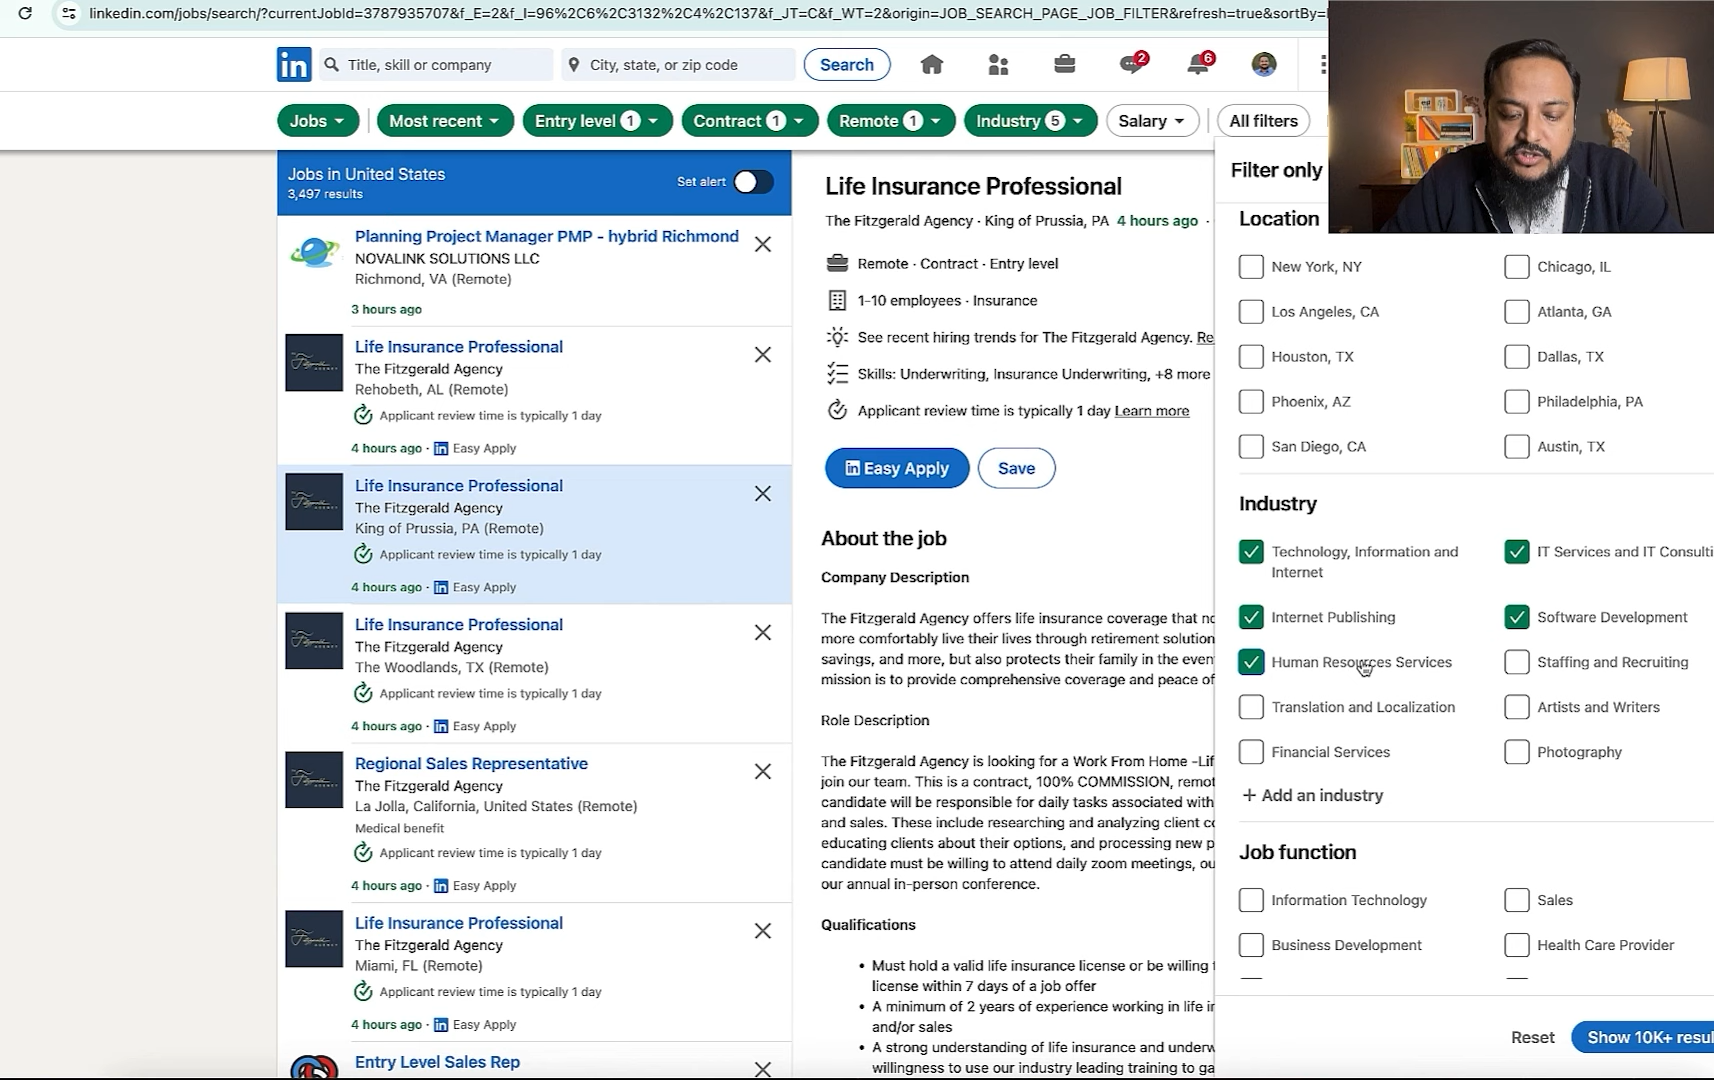 linkedin.com/jobs/search/?currentJobId=3787935707&f_E=2&f_I=96%2C6%2C3132%2C4%2C137&f_JT=C&f_WT=2&origin=JOB_SEARCH_PAGE_JOB_FILTER&refresh=true&sortBy=
in
Title, skill or company
City, state, or zip code
Search
2
6
Jobs
Most recent
Entry level 1
Contract 1
Remote 1
Industry 5
Salary
All filters
Jobs in United States
3,497 results
Set alert
Planning Project Manager PMP - hybrid Richmond
NOVALINK SOLUTIONS LLC
Richmond, VA (Remote)
3 hours ago
Life Insurance Professional
The Fitzgerald Agency
Rehobeth, AL (Remote)
Applicant review time is typically 1 day
4 hours ago · in Easy Apply
Life Insurance Professional
The Fitzgerald Agency
King of Prussia, PA (Remote)
Applicant review time is typically 1 day
4 hours ago · in Easy Apply
Life Insurance Professional
The Fitzgerald Agency
The Woodlands, TX (Remote)
Applicant review time is typically 1 day
4 hours ago · in Easy Apply
Regional Sales Representative
The Fitzgerald Agency
La Jolla, California, United States (Remote)
Medical benefit
Applicant review time is typically 1 day
4 hours ago · in Easy Apply
Life Insurance Professional
The Fitzgerald Agency
Miami, FL (Remote)
Applicant review time is typically 1 day
4 hours ago · in Easy Apply
Entry Level Sales Rep
Life Insurance Professional
The Fitzgerald Agency · King of Prussia, PA 4 hours ago ·
Remote · Contract · Entry level
1-10 employees · Insurance
See recent hiring trends for The Fitzgerald Agency. Re
Skills: Underwriting, Insurance Underwriting, +8 more
Applicant review time is typically 1 day Learn more
in Easy Apply
Save
About the job
Company Description
The Fitzgerald Agency offers life insurance coverage that no
more comfortably live their lives through retirement solution
savings, and more, but also protects their family in the even
mission is to provide comprehensive coverage and peace of
Role Description
The Fitzgerald Agency is looking for a Work From Home -Lif
join our team. This is a contract, 100% COMMISSION, remot
candidate will be responsible for daily tasks associated with
and sales. These include researching and analyzing client co
educating clients about their options, and processing new p
candidate must be willing to attend daily zoom meetings, ou
our annual in-person conference.
Qualifications
• Must hold a valid life insurance license or be willing t
license within 7 days of a job offer
• A minimum of 2 years of experience working in life in
and/or sales
• A strong understanding of life insurance and underw
willingness to use our industry leading training to ga
Filter only
Location
New York, NY
Chicago, IL
Los Angeles, CA
Atlanta, GA
Houston, TX
Dallas, TX
Phoenix, AZ
Philadelphia, PA
San Diego, CA
Austin, TX
Industry
Technology, Information and
Internet
IT Services and IT Consulti
Internet Publishing
Software Development
Human Resources Services
Staffing and Recruiting
Translation and Localization
Artists and Writers
Financial Services
Photography
+ Add an industry
Job function
Information Technology
Sales
Business Development
Health Care Provider
Reset
Show 10K+ resul